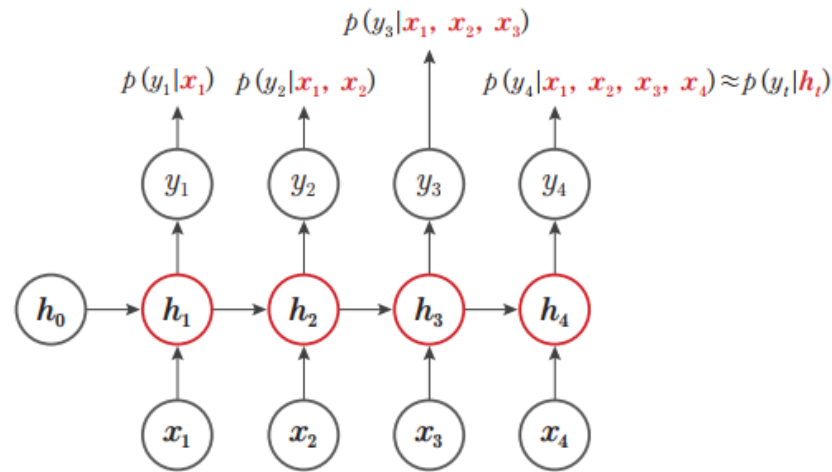 p(y₃|x₁, x₂, x₃)
p(y₁|x₁) p(y₂|x₁, x₂) p(y₄|x₁, x₂, x₃, x₄)≈p(yₜ|hₜ)
y₁ y₂ y₃ y₄
h₀ h₁ h₂ h₃ h₄
x₁ x₂ x₃ x₄